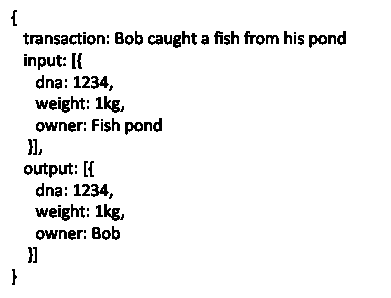 {
transaction: Bob caught a fish from his pond
input: [{
dna: 1234,
weight: 1kg,
owner: Fish pond
}],
output: [{
dna: 1234,
weight: 1kg,
owner: Bob
}]
}